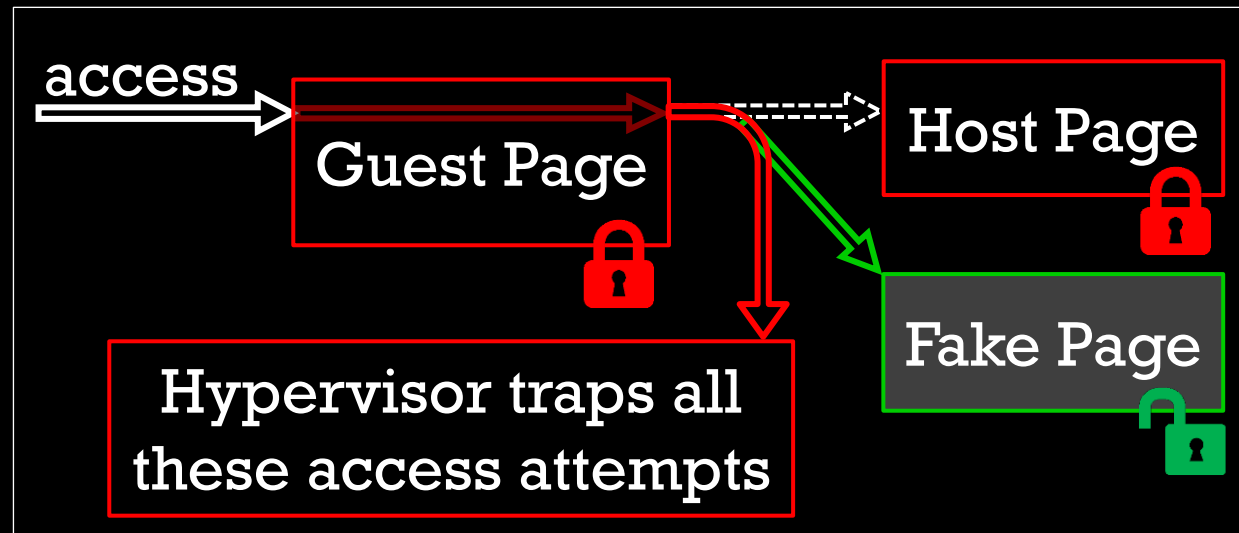 access
Guest Page
Host Page
Fake Page
Hypervisor traps all
these access attempts